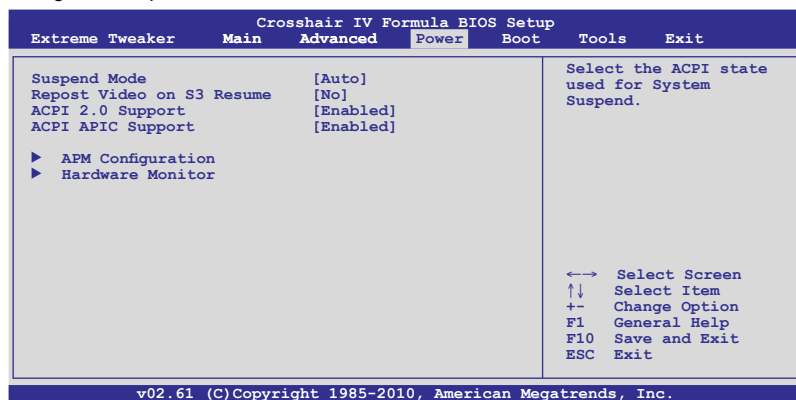 Crosshair IV Formula BIOS Setup
Extreme Tweaker Main Advanced Power Boot Tools Exit
Suspend Mode [Auto]
Repost Video on S3 Resume [No]
ACPI 2.0 Support [Enabled]
ACPI APIC Support [Enabled]
▶ APM Configuration
▶ Hardware Monitor
Select the ACPI state
used for System
Suspend.
←→ Select Screen
↑↓ Select Item
+- Change Option
F1 General Help
F10 Save and Exit
ESC Exit
v02.61 (C)Copyright 1985-2010, American Megatrends, Inc.